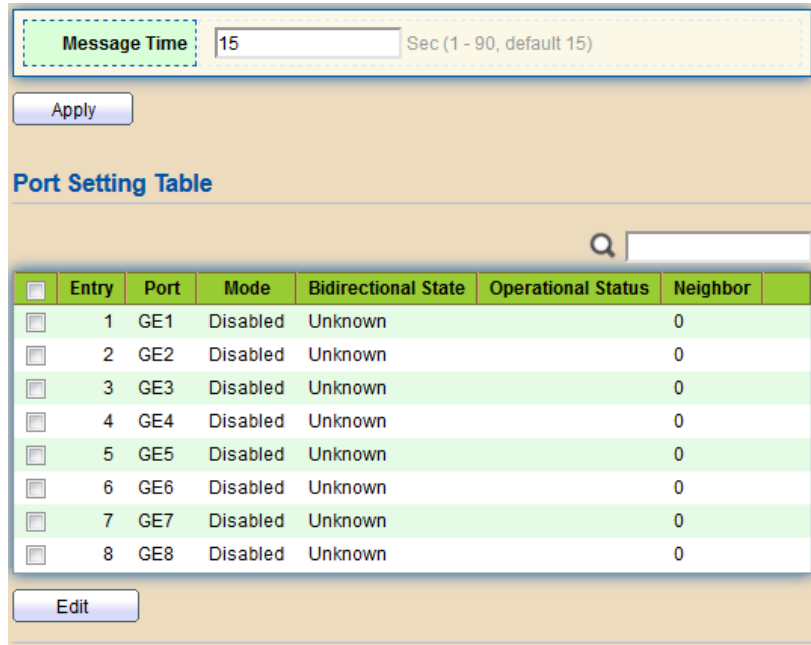 Message Time 15 Sec (1 - 90, default 15)
Apply
Port Setting Table
Entry Port Mode Bidirectional State Operational Status Neighbor
1 GE1 Disabled Unknown 0
2 GE2 Disabled Unknown 0
3 GE3 Disabled Unknown 0
4 GE4 Disabled Unknown 0
5 GE5 Disabled Unknown 0
6 GE6 Disabled Unknown 0
7 GE7 Disabled Unknown 0
8 GE8 Disabled Unknown 0
Edit